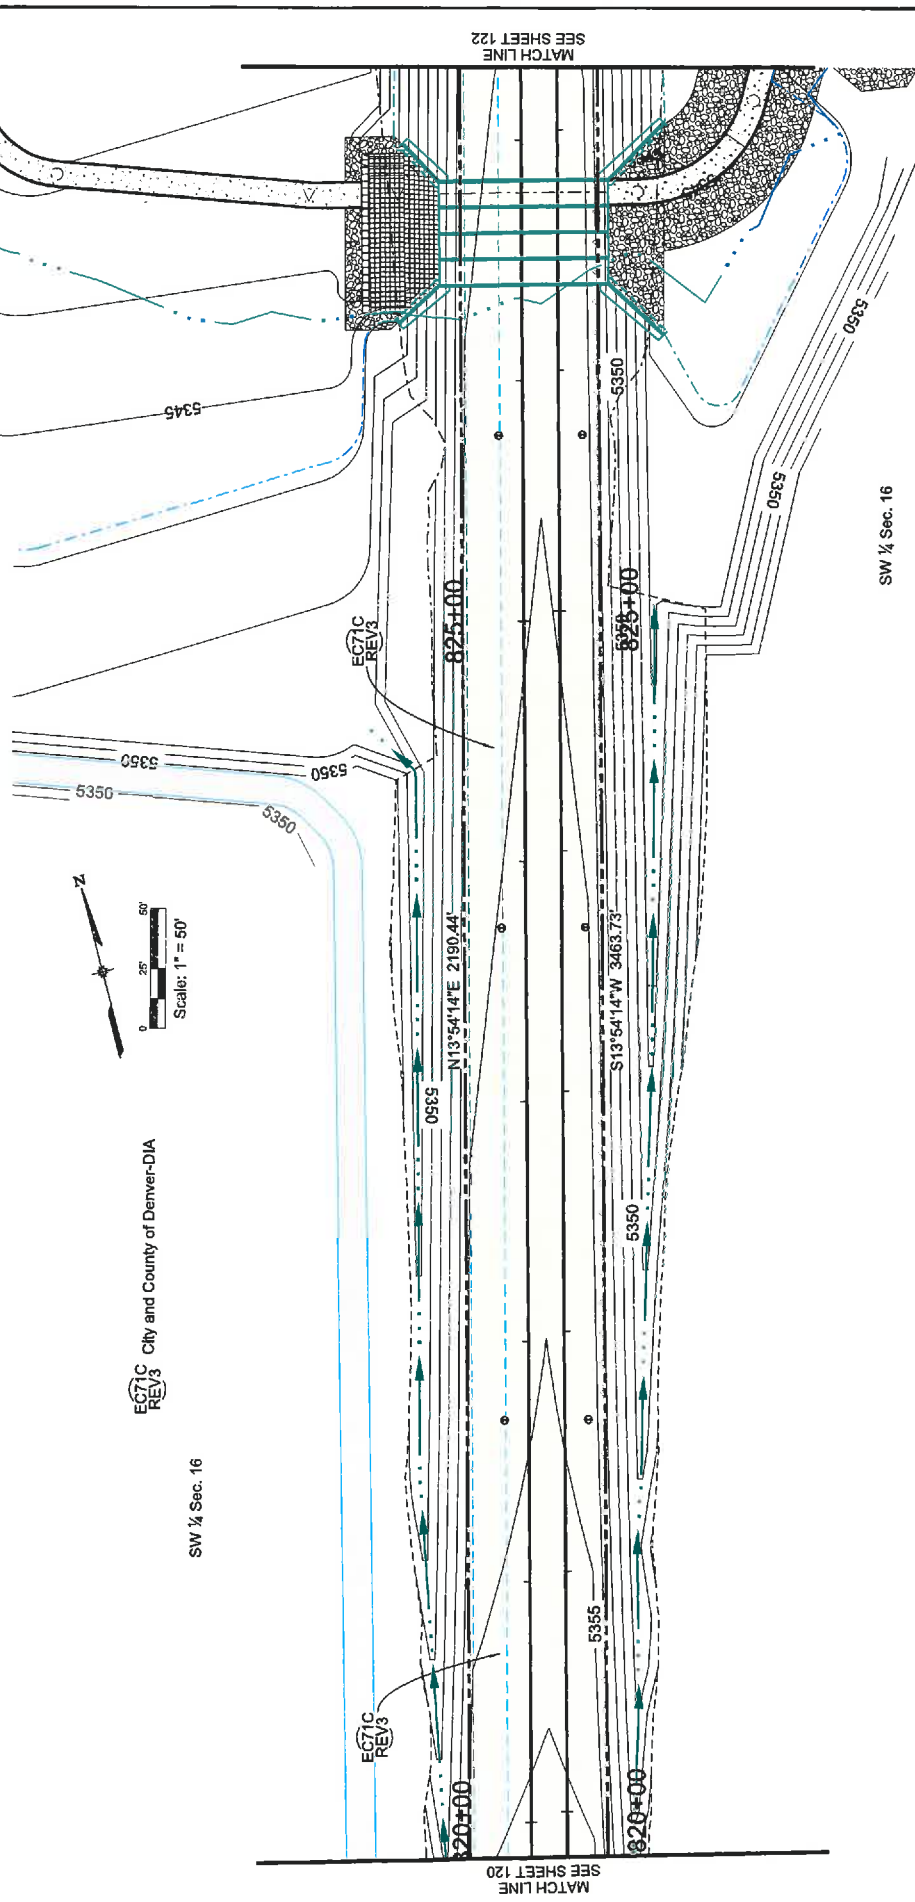 MATCH LINE
SEE SHEET 122
5345
5350
5350
5350
SW ¼ Sec. 16
825+00
825+00
EC71C
REV3
5350
5350
5350
5350
N
0 25' 50'
Scale: 1" = 50'
N13°54'14"E 2190.44'
S13°54'14"W 3463.73'
5350
5350
EC71C
REV3
City and County of Denver-DIA
SW ¼ Sec. 16
5355
EC71C
REV3
820+00
820+00
MATCH LINE
SEE SHEET 120